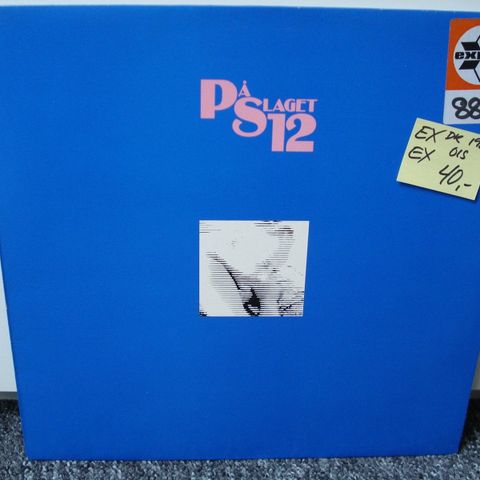 PÅ
SLAGET
12
88
EX DK
EX OIS
40,-